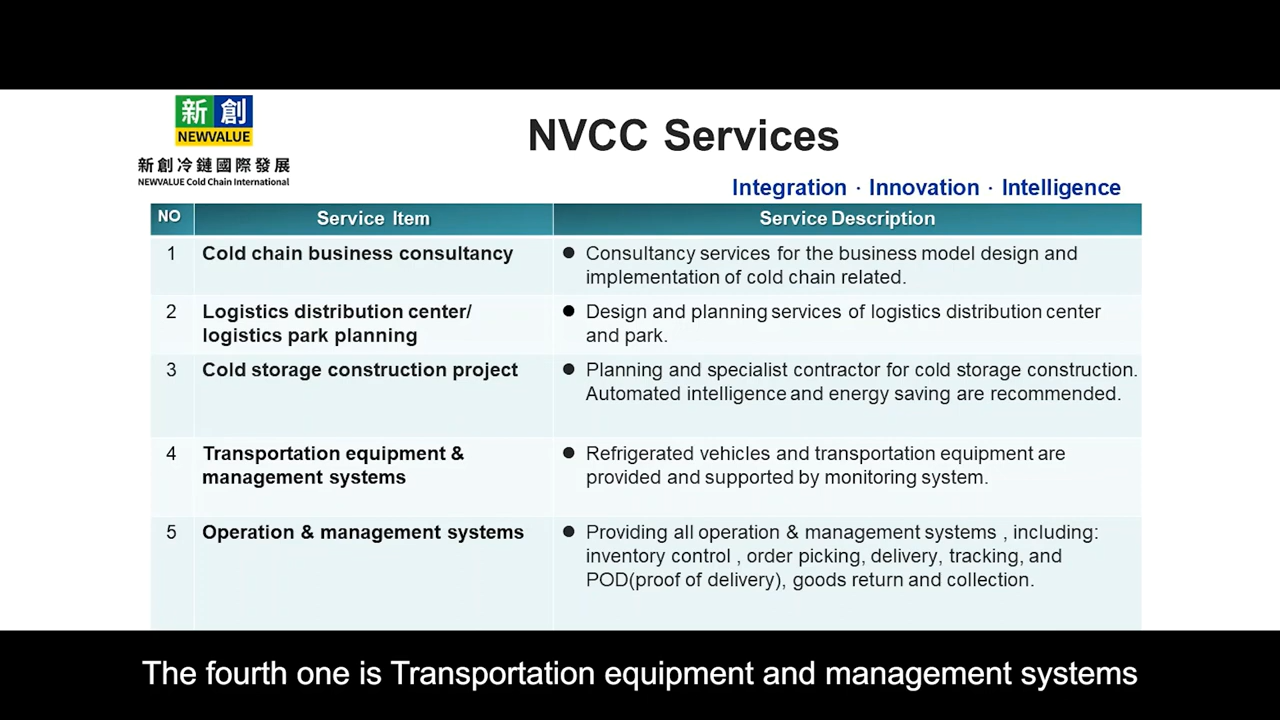 新創
NEWVALUE
新創冷鏈國際發展
NEWVALUE Cold Chain International
NVCC Services
Integration · Innovation · Intelligence
NO Service Item Service Description
1 Cold chain business consultancy ● Consultancy services for the business model design and
implementation of cold chain related.
2 Logistics distribution center/ ● Design and planning services of logistics distribution center
logistics park planning and park.
3 Cold storage construction project ● Planning and specialist contractor for cold storage construction.
Automated intelligence and energy saving are recommended.
4 Transportation equipment & ● Refrigerated vehicles and transportation equipment are
management systems provided and supported by monitoring system.
5 Operation & management systems ● Providing all operation & management systems , including:
inventory control , order picking, delivery, tracking, and
POD(proof of delivery), goods return and collection.
The fourth one is Transportation equipment and management systems